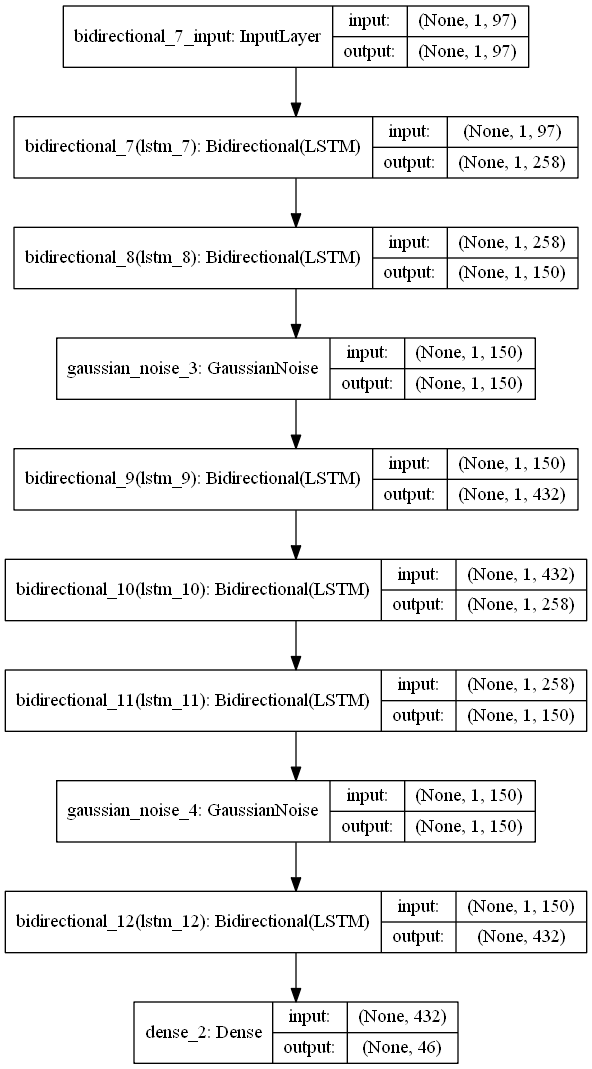 bidirectional_7_input: InputLayer
input: (None, 1, 97)
output: (None, 1, 97)
bidirectional_7(lstm_7): Bidirectional(LSTM)
input: (None, 1, 97)
output: (None, 1, 258)
bidirectional_8(lstm_8): Bidirectional(LSTM)
input: (None, 1, 258)
output: (None, 1, 150)
gaussian_noise_3: GaussianNoise
input: (None, 1, 150)
output: (None, 1, 150)
bidirectional_9(lstm_9): Bidirectional(LSTM)
input: (None, 1, 150)
output: (None, 1, 432)
bidirectional_10(lstm_10): Bidirectional(LSTM)
input: (None, 1, 432)
output: (None, 1, 258)
bidirectional_11(lstm_11): Bidirectional(LSTM)
input: (None, 1, 258)
output: (None, 1, 150)
gaussian_noise_4: GaussianNoise
input: (None, 1, 150)
output: (None, 1, 150)
bidirectional_12(lstm_12): Bidirectional(LSTM)
input: (None, 1, 150)
output: (None, 432)
dense_2: Dense
input: (None, 432)
output: (None, 46)